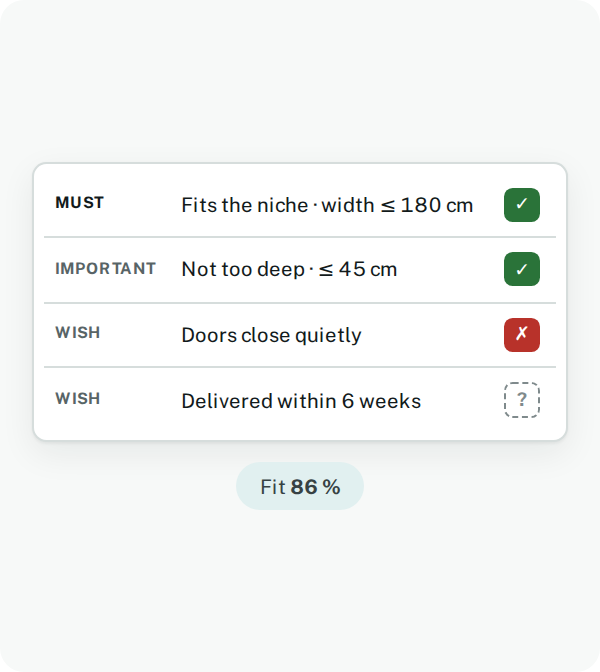 MUST Fits the niche · width ≤ 180 cm ✓
IMPORTANT Not too deep · ≤ 45 cm ✓
WISH Doors close quietly ✗
WISH Delivered within 6 weeks ?
Fit 86 %